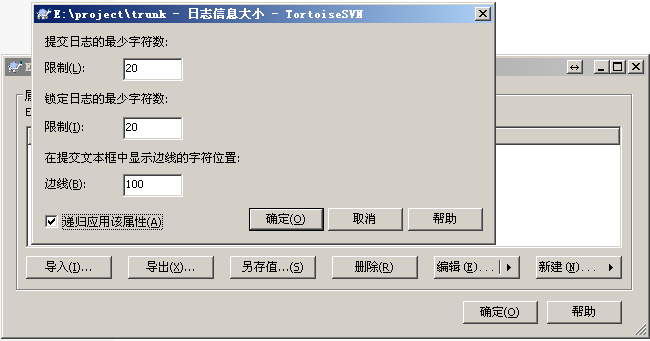 E:\project\trunk - 日志信息大小 - TortoiseSVN
提交日志的最少字符数:
限制(L): 20
锁定日志的最少字符数:
限制(I): 20
在提交文本框中显示边线的字符位置:
边线(B): 100
递归应用该属性(A)
确定(O) 取消 帮助
导入(I)... 导出(X)... 另存值...(S) 删除(R) 编辑(E)... 新建(N)...
确定(O) 帮助